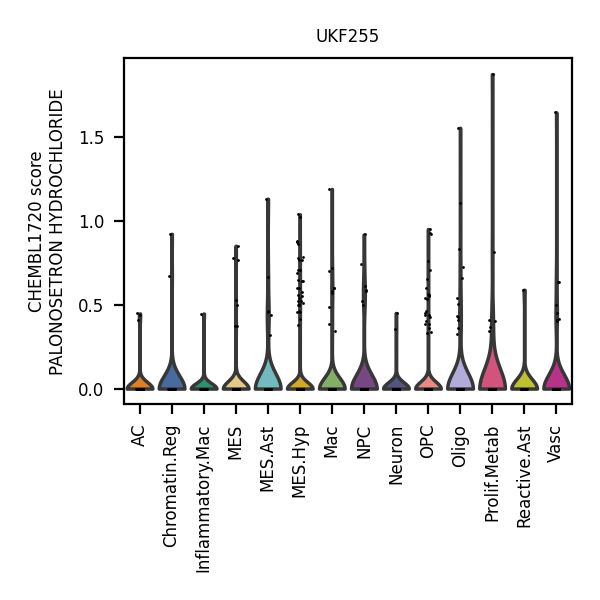 UKF255
CHEMBL1720 score
PALONOSETRON HYDROCHLORIDE
1.5
1.0
0.5
0.0
AC
Chromatin.Reg
Inflammatory.Mac
MES
MES.Ast
MES.Hyp
Mac
NPC
Neuron
OPC
Oligo
Prolif.Metab
Reactive.Ast
Vasc